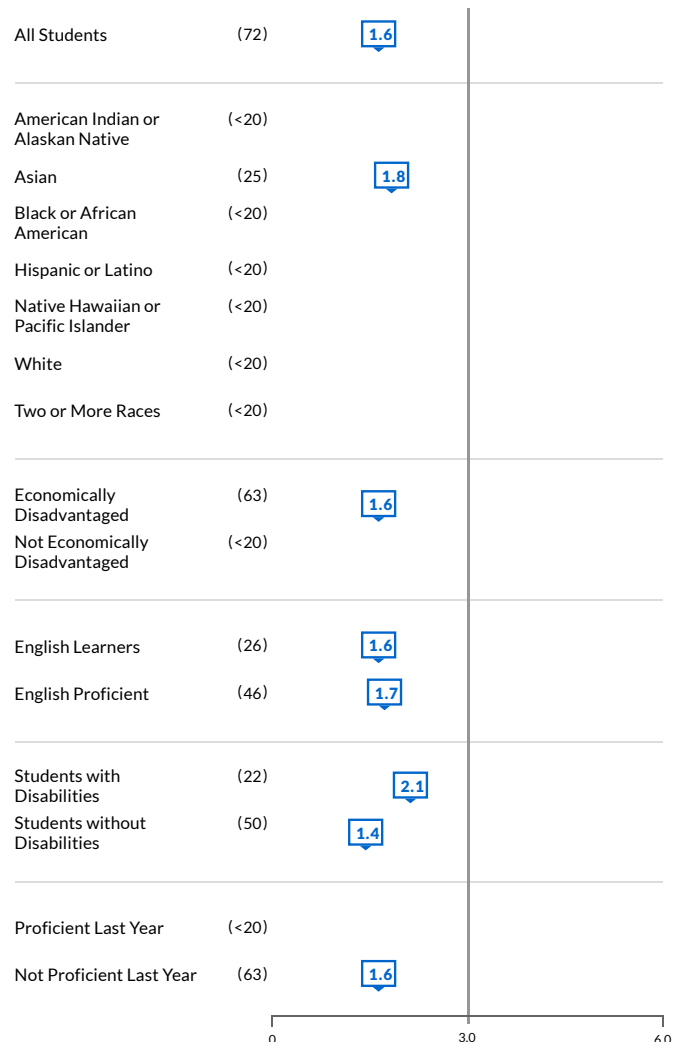 All Students (72) 1.6
American Indian or (<20)
Alaskan Native
Asian (25) 1.8
Black or African (<20)
American
Hispanic or Latino (<20)
Native Hawaiian or (<20)
Pacific Islander
White (<20)
Two or More Races (<20)
Economically (63) 1.6
Disadvantaged
Not Economically (<20)
Disadvantaged
English Learners (26) 1.6
English Proficient (46) 1.7
Students with (22) 2.1
Disabilities
Students without (50) 1.4
Disabilities
Proficient Last Year (<20)
Not Proficient Last Year (63) 1.6
0 3.0 6.0